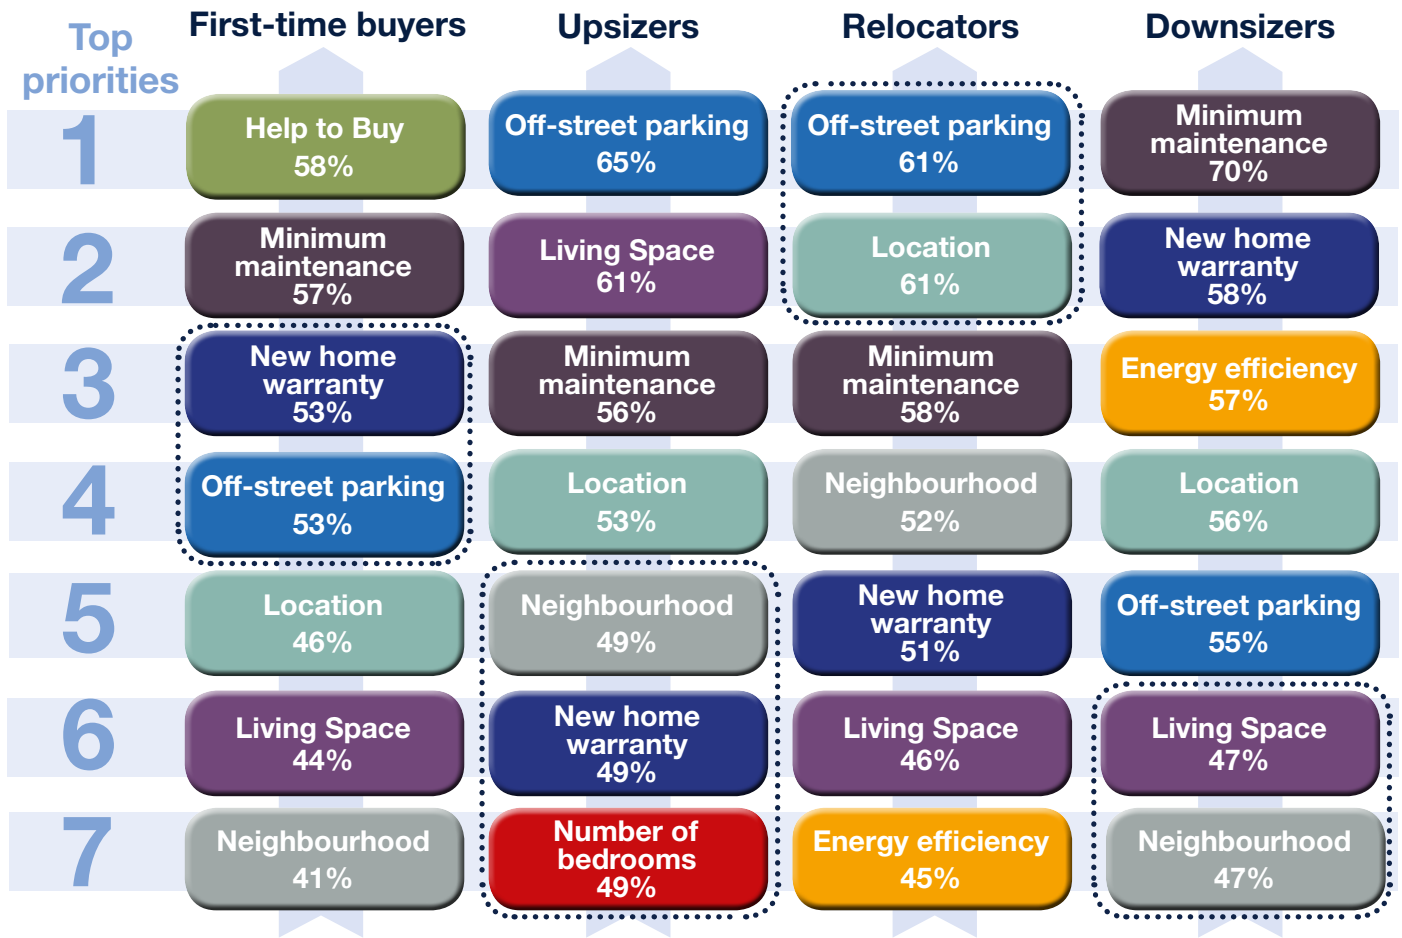 Top
priorities
First-time buyers
Upsizers
Relocators
Downsizers
1
Help to Buy
58%
Off-street parking
65%
Off-street parking
61%
Minimum
maintenance
70%
2
Minimum
maintenance
57%
Living Space
61%
Location
61%
New home
warranty
58%
3
New home
warranty
53%
Minimum
maintenance
56%
Minimum
maintenance
58%
Energy efficiency
57%
4
Off-street parking
53%
Location
53%
Neighbourhood
52%
Location
56%
5
Location
46%
Neighbourhood
49%
New home
warranty
51%
Off-street parking
55%
6
Living Space
44%
New home
warranty
49%
Living Space
46%
Living Space
47%
7
Neighbourhood
41%
Number of
bedrooms
49%
Energy efficiency
45%
Neighbourhood
47%